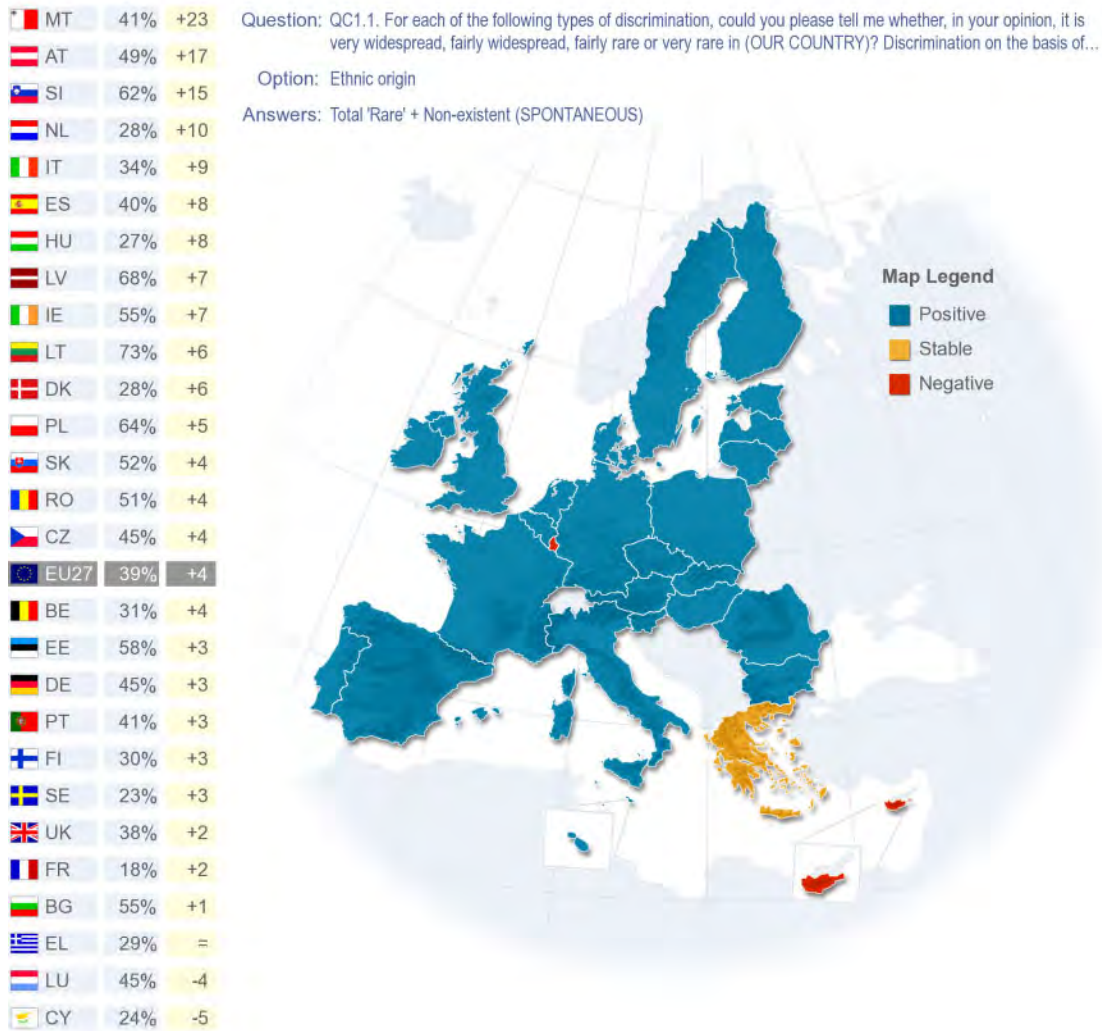 MT 41% +23
AT 49% +17
SI 62% +15
NL 28% +10
IT 34% +9
ES 40% +8
HU 27% +8
LV 68% +7
IE 55% +7
LT 73% +6
DK 28% +6
PL 64% +5
SK 52% +4
RO 51% +4
CZ 45% +4
EU27 39% +4
BE 31% +4
EE 58% +3
DE 45% +3
PT 41% +3
FI 30% +3
SE 23% +3
UK 38% +2
FR 18% +2
BG 55% +1
EL 29% =
LU 45% -4
CY 24% -5
Question: QC1.1. For each of the following types of discrimination, could you please tell me whether, in your opinion, it is
very widespread, fairly widespread, fairly rare or very rare in (OUR COUNTRY)? Discrimination on the basis of...
Option: Ethnic origin
Answers: Total 'Rare' + Non-existent (SPONTANEOUS)
Map Legend
Positive
Stable
Negative